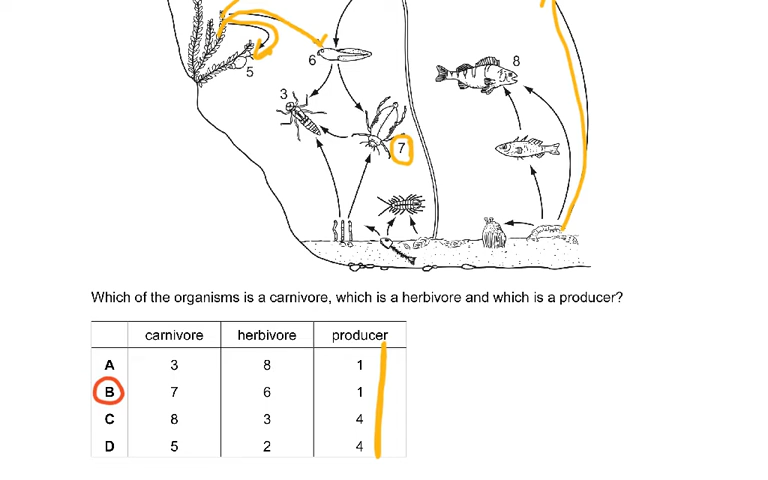 8
6
5
3
7
Which of the organisms is a carnivore, which is a herbivore and which is a producer?
carnivore herbivore producer
A 3 8 1
B 7 6 1
C 8 3 4
D 5 2 4